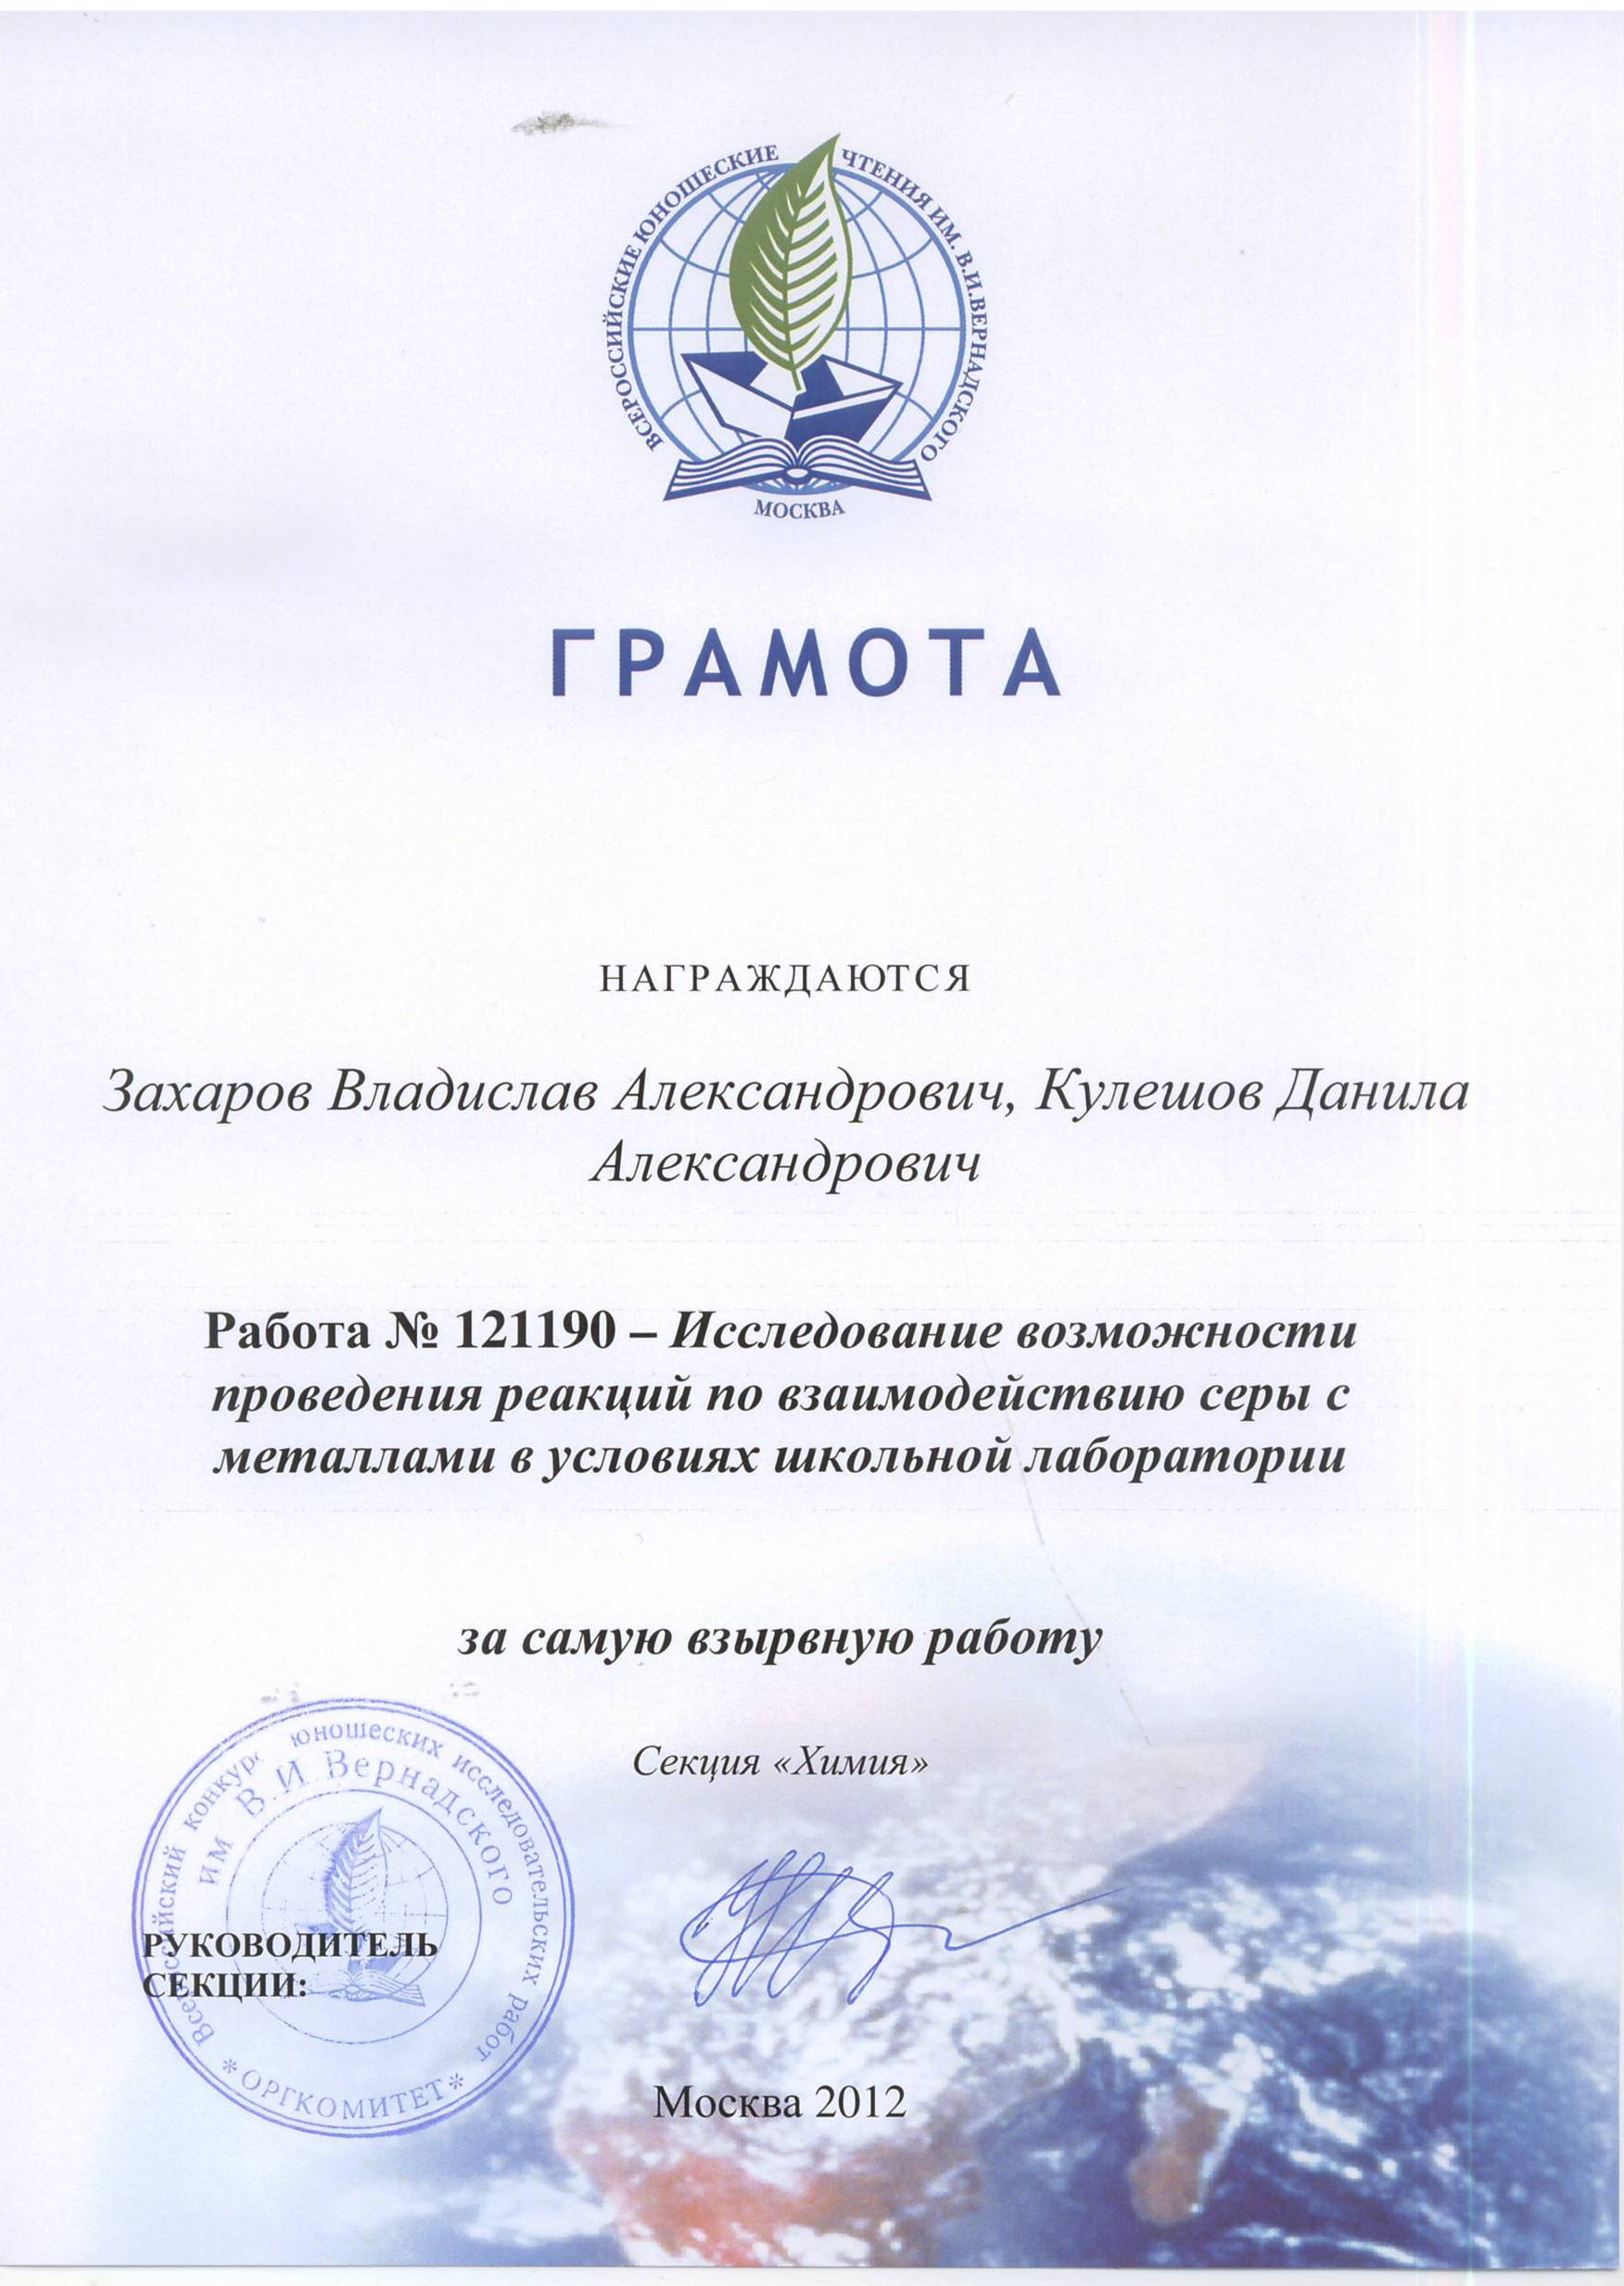 ВСЕРОССИЙСКИЕ ЮНОШЕСКИЕ ЧТЕНИЯ ИМ. В.И.ВЕРНАДСКОГО
МОСКВА
ГРАМОТА
НАГРАЖДАЮТСЯ
Захаров Владислав Александрович, Кулешов Данила
Александрович
Работа № 121190 – Исследование возможности
проведения реакций по взаимодействию серы с
металлами в условиях школьной лаборатории
за самую взырвную работу
Секция «Химия»
Всероссийский конкурс юношеских исследовательских работ
им В.И Вернадского
* ОРГКОМИТЕТ *
РУКОВОДИТЕЛЬ
СЕКЦИИ:
Москва 2012